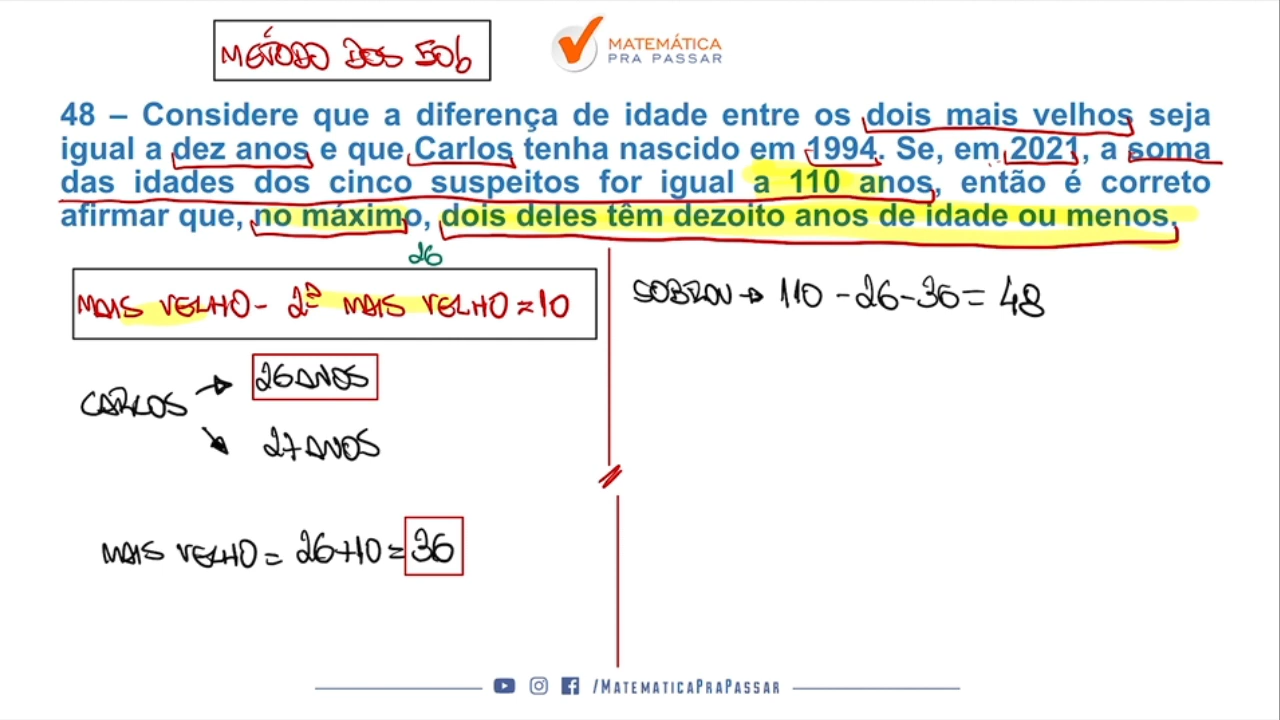 MÉTODO DOS 50b
MATEMÁTICA
PRA PASSAR
48 – Considere que a diferença de idade entre os dois mais velhos seja
igual a dez anos e que Carlos tenha nascido em 1994. Se, em 2021, a soma
das idades dos cinco suspeitos for igual a 110 anos, então é correto
afirmar que, no máximo, dois deles têm dezoito anos de idade ou menos.
26
MAIS VELHO - 2º MAIS VELHO = 10
SOBROU → 110 - 26 - 36 = 48
26 ANOS
CARLOS
27 ANOS
MAIS VELHO = 26+10 = 36
/MATEMATICAPRAPASSAR